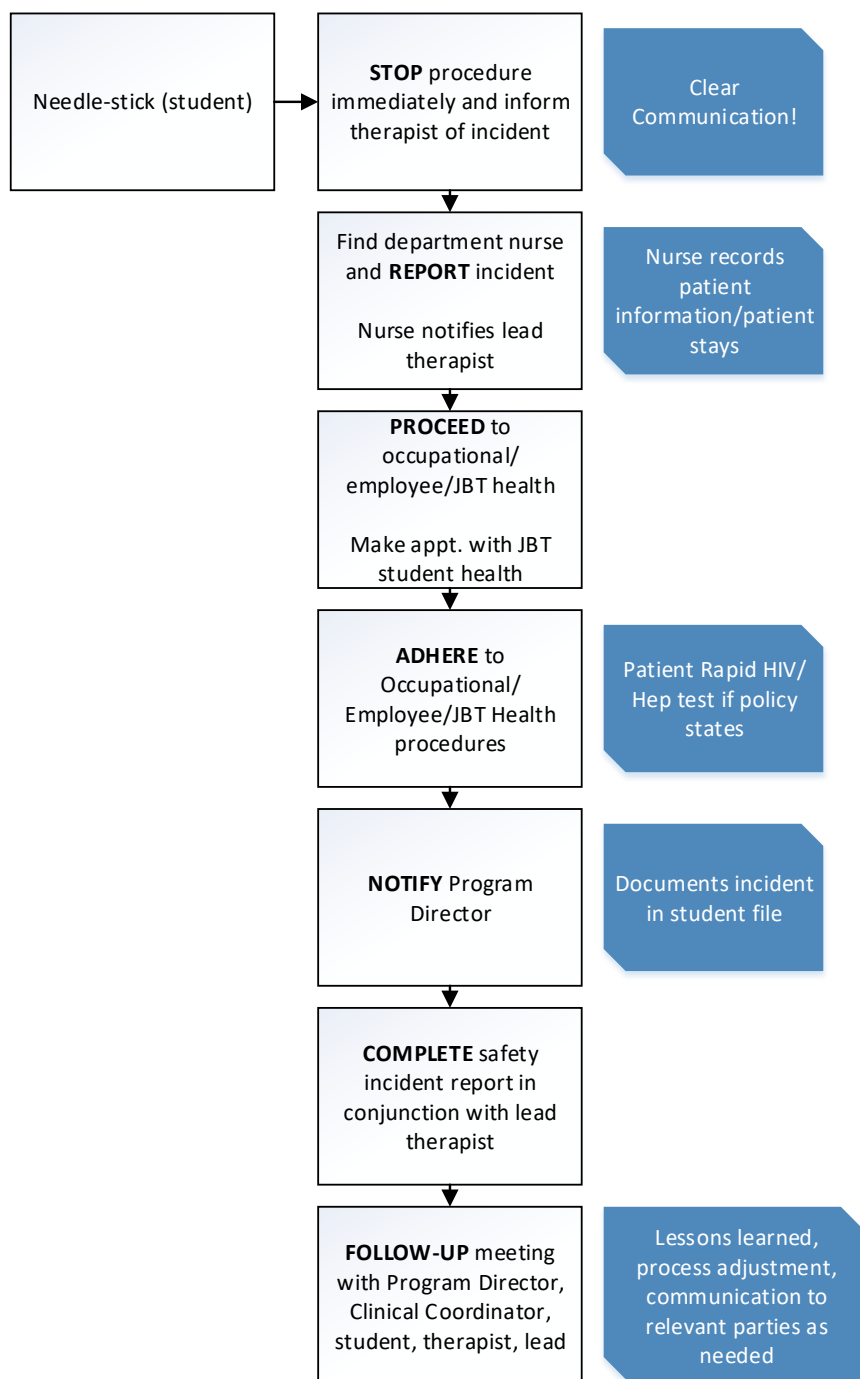 Needle-stick (student)
STOP procedure
immediately and inform
therapist of incident
Clear
Communication!
Find department nurse
and REPORT incident
Nurse notifies lead
therapist
Nurse records
patient
information/patient
stays
PROCEED to
occupational/
employee/JBT health
Make appt. with JBT
student health
ADHERE to
Occupational/
Employee/JBT Health
procedures
Patient Rapid HIV/
Hep test if policy
states
NOTIFY Program
Director
Documents incident
in student file
COMPLETE safety
incident report in
conjunction with lead
therapist
FOLLOW-UP meeting
with Program Director,
Clinical Coordinator,
student, therapist, lead
Lessons learned,
process adjustment,
communication to
relevant parties as
needed